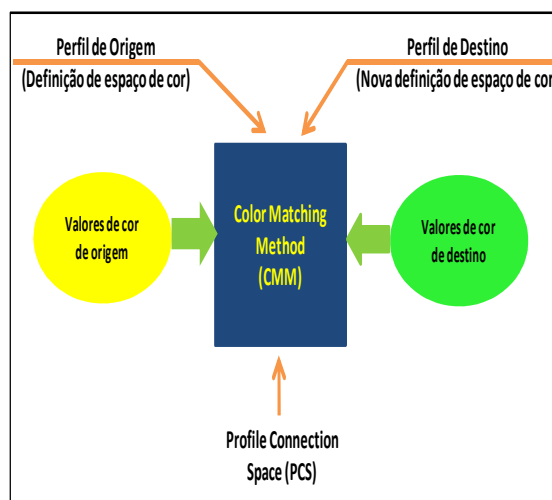 Perfil de Origem
(Definição de espaço de cor)
Perfil de Destino
(Nova definição de espaço de cor
Valores de cor
de origem
Color Matching
Method
(CMM)
Valores de cor
de destino
Profile Connection
Space (PCS)